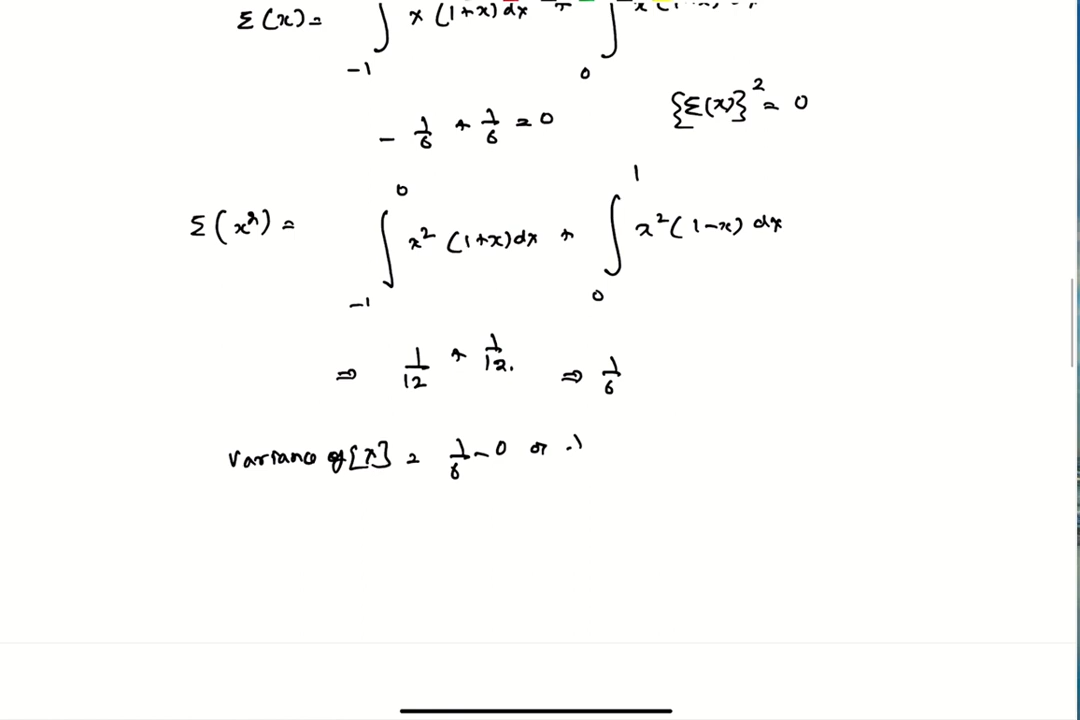 Σ(x) = ∫ x (1+x) dx + ∫
-1 0
{Σ(x)}² = 0
- 1/6 + 1/6 = 0
Σ(x²) = ∫ x² (1+x) dx + ∫ x² (1-x) dx
0 1
-1 0
⇒ 1/12 + 1/12. ⇒ 1/6
Variance of [x] = 1/6 - 0 or .1